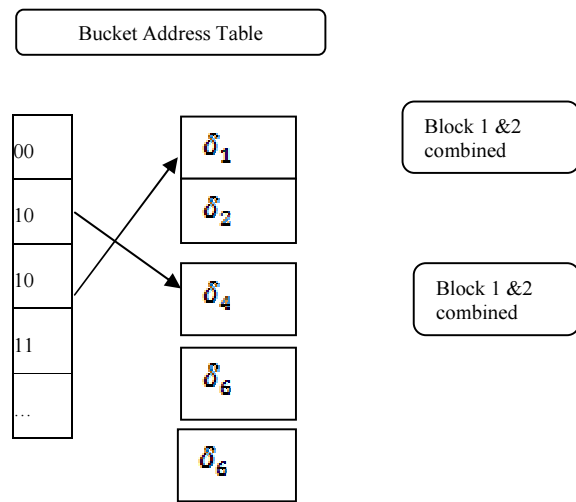 Bucket Address Table
00
10
10
11
...
δ1
δ2
δ4
δ6
δ6
Block 1 &2
combined
Block 1 &2
combined